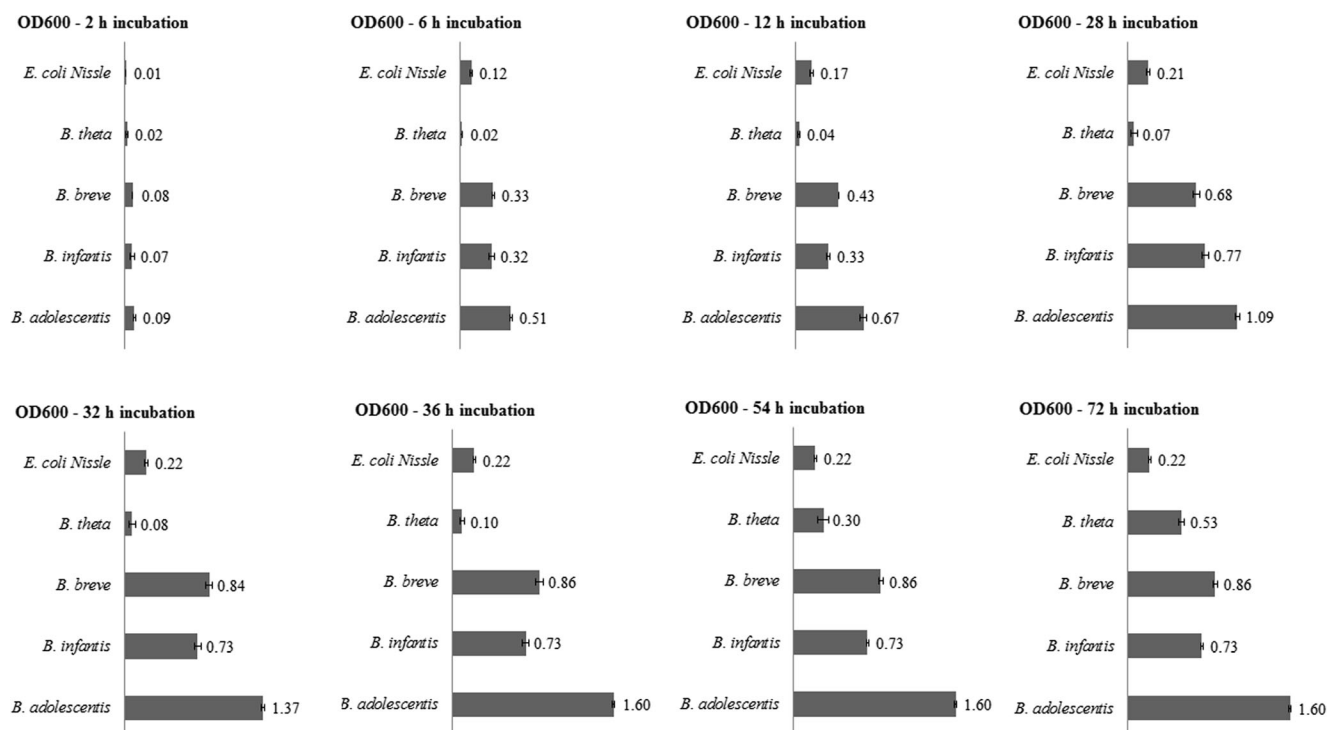 OD600 - 2 h incubation
E. coli Nissle 0.01
B. theta 0.02
B. breve 0.08
B. infantis 0.07
B. adolescentis 0.09
OD600 - 6 h incubation
E. coli Nissle 0.12
B. theta 0.02
B. breve 0.33
B. infantis 0.32
B. adolescentis 0.51
OD600 - 12 h incubation
E. coli Nissle 0.17
B. theta 0.04
B. breve 0.43
B. infantis 0.33
B. adolescentis 0.67
OD600 - 28 h incubation
E. coli Nissle 0.21
B. theta 0.07
B. breve 0.68
B. infantis 0.77
B. adolescentis 1.09
OD600 - 32 h incubation
E. coli Nissle 0.22
B. theta 0.08
B. breve 0.84
B. infantis 0.73
B. adolescentis 1.37
OD600 - 36 h incubation
E. coli Nissle 0.22
B. theta 0.10
B. breve 0.86
B. infantis 0.73
B. adolescentis 1.60
OD600 - 54 h incubation
E. coli Nissle 0.22
B. theta 0.30
B. breve 0.86
B. infantis 0.73
B. adolescentis 1.60
OD600 - 72 h incubation
E. coli Nissle 0.22
B. theta 0.53
B. breve 0.86
B. infantis 0.73
B. adolescentis 1.60